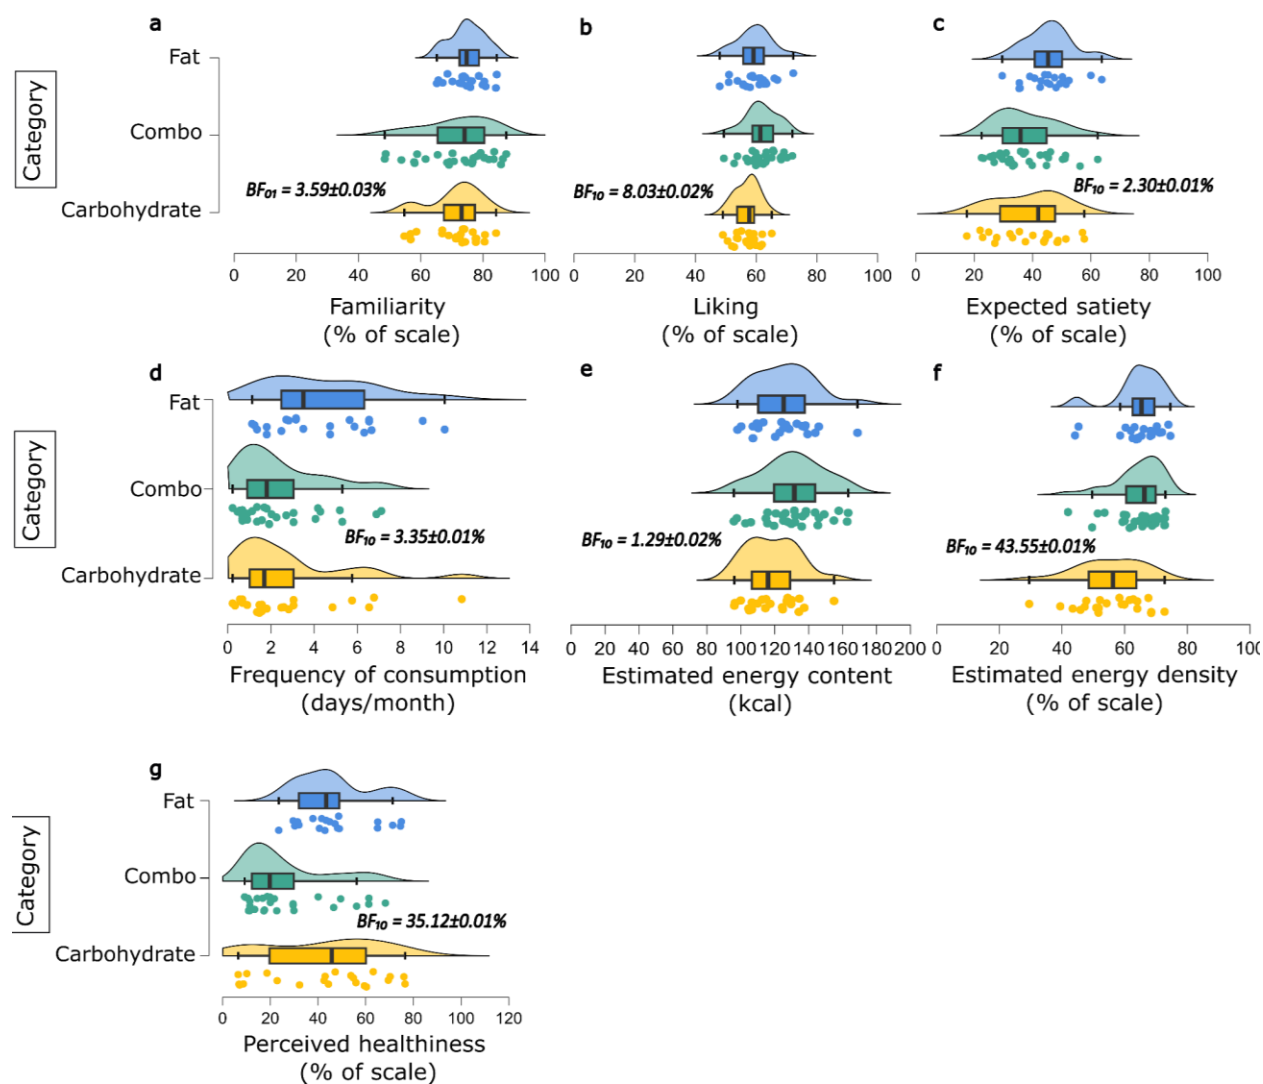 a
b
c
Fat
Combo
Carbohydrate
Category
BF₀₁ = 3.59±0.03%
BF₁₀ = 8.03±0.02%
BF₁₀ = 2.30±0.01%
0 20 40 60 80 100
0 20 40 60 80 100
0 20 40 60 80 100
Familiarity
(% of scale)
Liking
(% of scale)
Expected satiety
(% of scale)
d
e
f
Fat
Combo
Carbohydrate
Category
BF₁₀ = 3.35±0.01%
BF₁₀ = 1.29±0.02%
BF₁₀ = 43.55±0.01%
0 2 4 6 8 10 12 14
0 20 40 60 80 100 120 140 160 180 200
0 20 40 60 80 100
Frequency of consumption
(days/month)
Estimated energy content
(kcal)
Estimated energy density
(% of scale)
g
Fat
Combo
Carbohydrate
Category
BF₁₀ = 35.12±0.01%
0 20 40 60 80 100 120
Perceived healthiness
(% of scale)